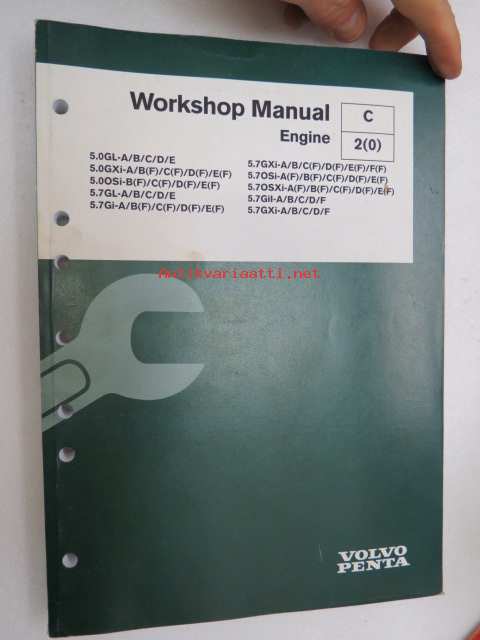 Workshop Manual
Engine
C
2(0)
5.0GL-A/B/C/D/E
5.0GXi-A/B(F)/C(F)/D(F)/E(F)
5.0OSi-B(F)/C(F)/D(F)/E(F)
5.7GL-A/B/C/D/E
5.7Gi-A/B(F)/C(F)/D(F)/E(F)
5.7GXi-A/B/C(F)/D(F)/E(F)/F(F)
5.7OSi-A(F)/B(F)/C(F)/D(F)/E(F)
5.7OSXi-A(F)/B(F)/C(F)/D(F)/E(F)
5.7Gil-A/B/C/D/F
5.7GXi-A/B/C/D/F
Antikvariaatti.net
VOLVO
PENTA